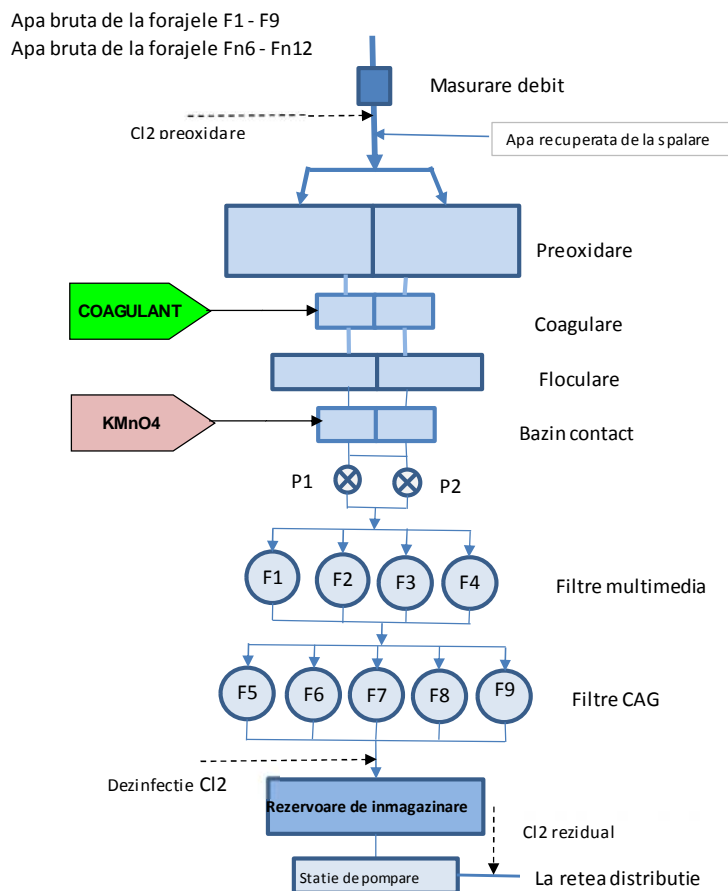 Apa bruta de la forajele F1 - F9
Apa bruta de la forajele Fn6 - Fn12
Masurare debit
Cl2 preoxidare
Apa recuperata de la spalare
Preoxidare
COAGULANT
Coagulare
Floculare
KMnO4
Bazin contact
P1
P2
F1
F2
F3
F4
Filtre multimedia
F5
F6
F7
F8
F9
Filtre CAG
Dezinfectie Cl2
Rezervoare de inmagazinare
Cl2 rezidual
Statie de pompare
La retea distributie